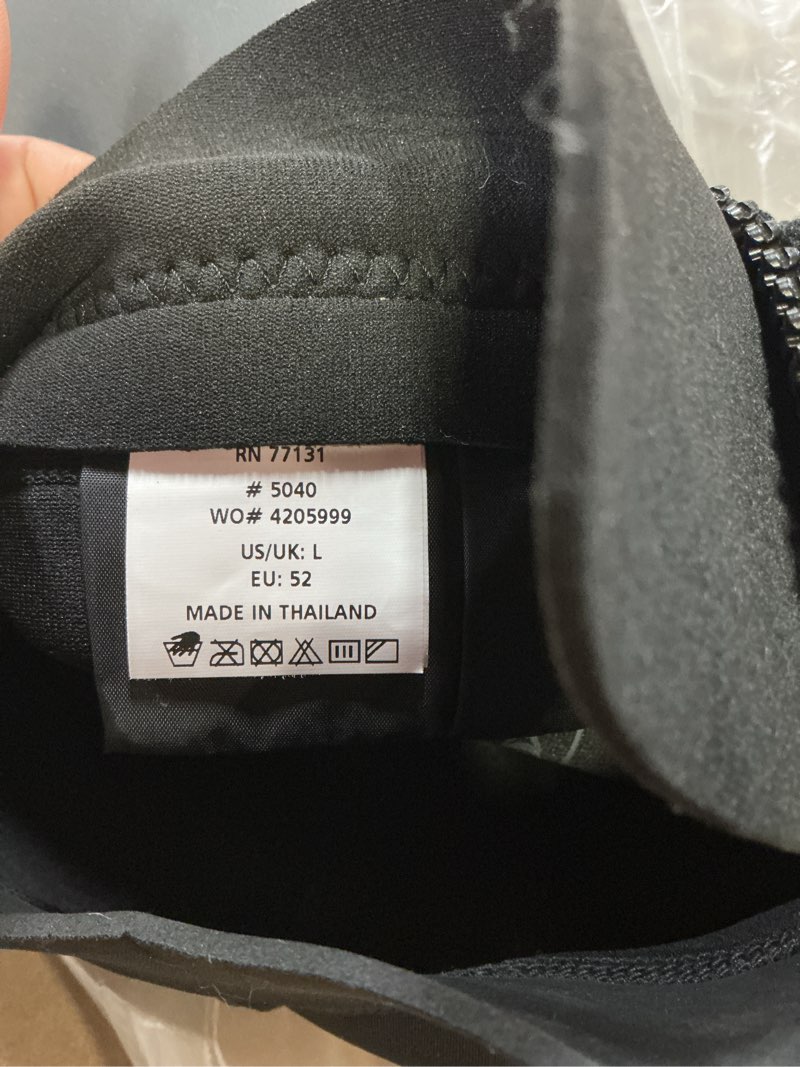 RN 77131
# 5040
WO# 4205999
US/UK: L
EU: 52
MADE IN THAILAND